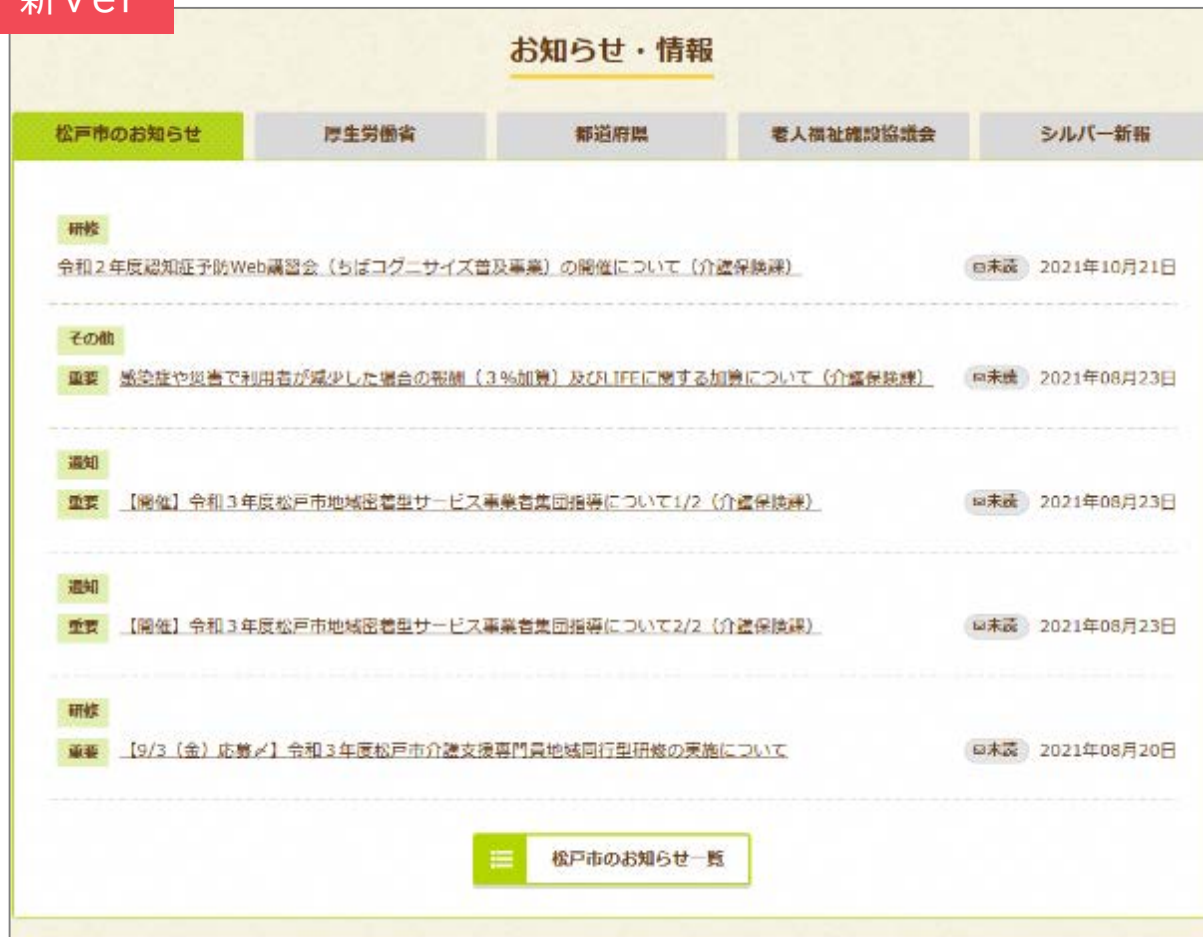 新Ver
お知らせ・情報
松戸市のお知らせ 厚生労働省 都道府県 老人福祉施設協議会 シルバー新報
研修
令和2年度認知症予防Web講習会（ちばコグニサイズ普及事業）の開催について（介護保険課） 未読 2021年10月21日
その他
重要 感染症や災害で利用者が減少した場合の報酬（3%加算）及びLIFEに関する加算について（介護保険課） 未読 2021年08月23日
通知
重要 【開催】令和3年度松戸市地域密着型サービス事業者集団指導について1/2（介護保険課） 未読 2021年08月23日
通知
重要 【開催】令和3年度松戸市地域密着型サービス事業者集団指導について2/2（介護保険課） 未読 2021年08月23日
研修
重要 【9/3（金）応募〆】令和3年度松戸市介護支援専門員地域同行型研修の実施について 未読 2021年08月20日
松戸市のお知らせ一覧